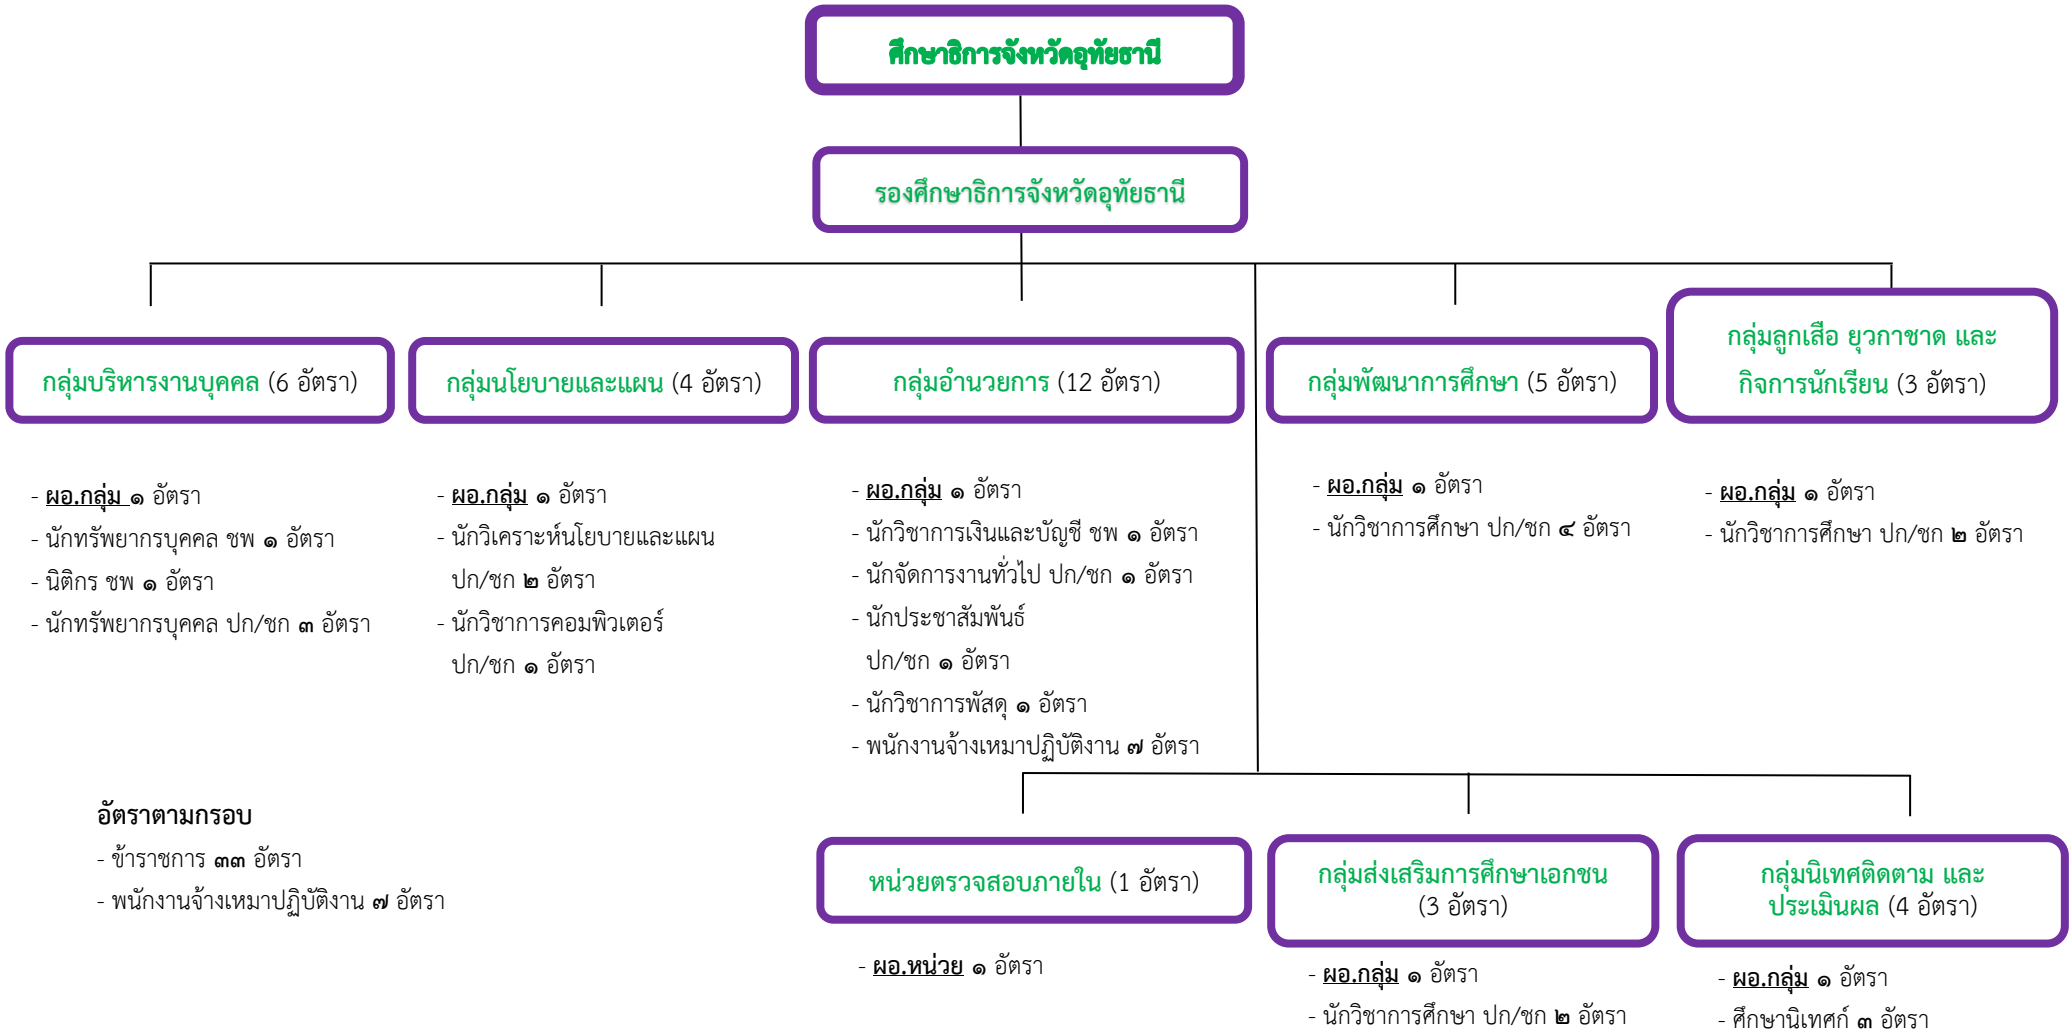 ศึกษาธิการจังหวัดอุทัยธานี
รองศึกษาธิการจังหวัดอุทัยธานี
กลุ่มบริหารงานบุคคล (6 อัตรา)
- ผอ.กลุ่ม ๑ อัตรา
- นักทรัพยากรบุคคล ชพ ๑ อัตรา
- นิติกร ชพ ๑ อัตรา
- นักทรัพยากรบุคคล ปก/ชก ๓ อัตรา
กลุ่มนโยบายและแผน (4 อัตรา)
- ผอ.กลุ่ม ๑ อัตรา
- นักวิเคราะห์นโยบายและแผน
ปก/ชก ๒ อัตรา
- นักวิชาการคอมพิวเตอร์
ปก/ชก ๑ อัตรา
กลุ่มอำนวยการ (12 อัตรา)
- ผอ.กลุ่ม ๑ อัตรา
- นักวิชาการเงินและบัญชี ชพ ๑ อัตรา
- นักจัดการงานทั่วไป ปก/ชก ๑ อัตรา
- นักประชาสัมพันธ์
ปก/ชก ๑ อัตรา
- นักวิชาการพัสดุ ๑ อัตรา
- พนักงานจ้างเหมาปฏิบัติงาน ๗ อัตรา
กลุ่มพัฒนาการศึกษา (5 อัตรา)
- ผอ.กลุ่ม ๑ อัตรา
- นักวิชาการศึกษา ปก/ชก ๔ อัตรา
กลุ่มลูกเสือ ยุวกาชาด และ
กิจการนักเรียน (3 อัตรา)
- ผอ.กลุ่ม ๑ อัตรา
- นักวิชาการศึกษา ปก/ชก ๒ อัตรา
อัตราตามกรอบ
- ข้าราชการ ๓๓ อัตรา
- พนักงานจ้างเหมาปฏิบัติงาน ๗ อัตรา
หน่วยตรวจสอบภายใน (1 อัตรา)
- ผอ.หน่วย ๑ อัตรา
กลุ่มส่งเสริมการศึกษาเอกชน
(3 อัตรา)
- ผอ.กลุ่ม ๑ อัตรา
- นักวิชาการศึกษา ปก/ชก ๒ อัตรา
กลุ่มนิเทศติดตาม และ
ประเมินผล (4 อัตรา)
- ผอ.กลุ่ม ๑ อัตรา
- ศึกษานิเทศก์ ๓ อัตรา